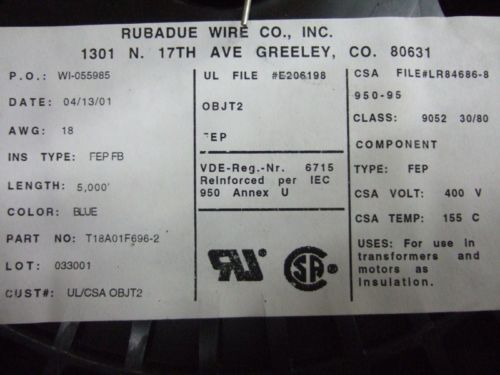 RUBADUE WIRE CO., INC.
1301 N. 17TH AVE GREELEY, CO. 80631
P.O.: WI-055985
DATE: 04/13/01
AWG: 18
INS TYPE: FEP FB
LENGTH: 5,000'
COLOR: BLUE
PART NO: T18A01F696-2
LOT: 033001
CUST#: UL/CSA OBJT2
UL FILE #E206198
OBJT2
FEP
VDE-Reg.-Nr. 6715
Reinforced per IEC
950 Annex U
RU
CSA
CSA FILE#LR84686-8
950-95
CLASS: 9052 30/80
COMPONENT
TYPE: FEP
CSA VOLT: 400 V
CSA TEMP: 155 C
USES: For use in
transformers and
motors as
Insulation.